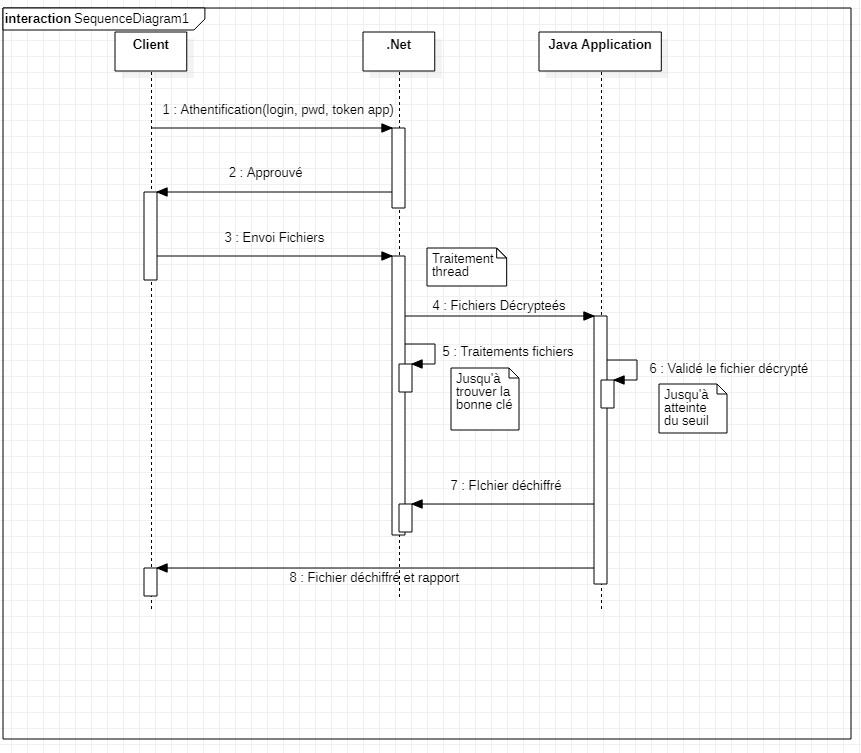 interaction SequenceDiagram1
Client
.Net
Java Application
1 : Athentification(login, pwd, token app)
2 : Approuvé
3 : Envoi Fichiers
Traitement
thread
4 : Fichiers Décrypteés
5 : Traitements fichiers
6 : Validé le fichier décrypté
Jusqu'à
trouver la
bonne clé
Jusqu'à
atteinte
du seuil
7 : FIchier déchiffré
8 : Fichier déchiffré et rapport